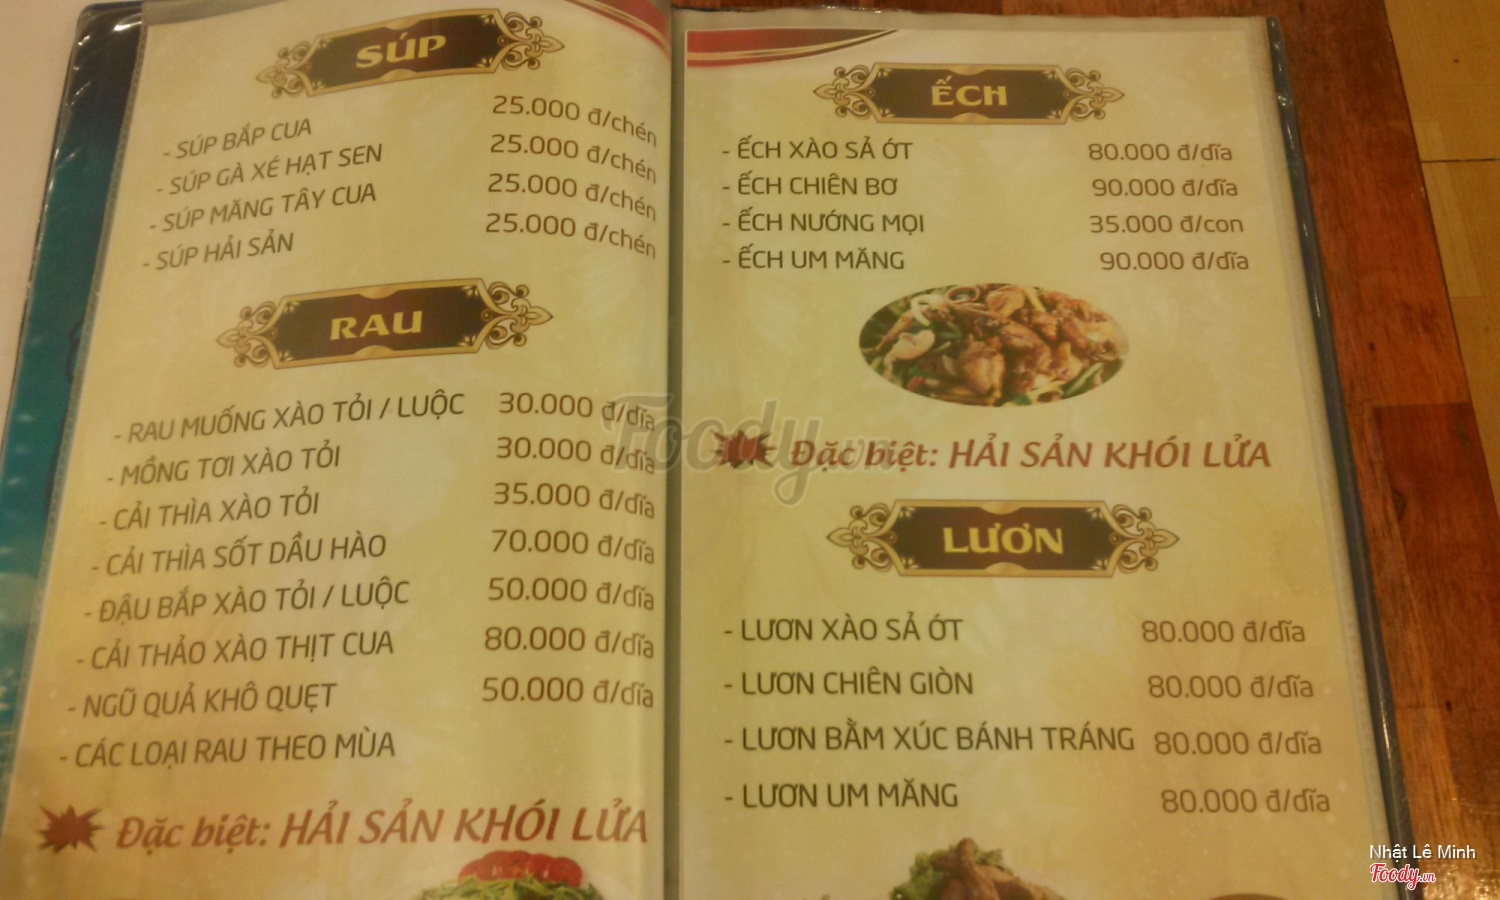 SÚP
- SÚP BẮP CUA 25.000 đ/chén
- SÚP GÀ XÉ HẠT SEN 25.000 đ/chén
- SÚP MĂNG TÂY CUA 25.000 đ/chén
- SÚP HẢI SẢN 25.000 đ/chén
RAU
- RAU MUỐNG XÀO TỎI / LUỘC 30.000 đ/dĩa
- MỒNG TƠI XÀO TỎI 30.000 đ/dĩa
- CẢI THÌA XÀO TỎI 35.000 đ/dĩa
- CẢI THÌA SỐT DẦU HÀO 70.000 đ/dĩa
- ĐẬU BẮP XÀO TỎI / LUỘC 50.000 đ/dĩa
- CẢI THẢO XÀO THỊT CUA 80.000 đ/dĩa
- NGŨ QUẢ KHÔ QUẸT 50.000 đ/dĩa
- CÁC LOẠI RAU THEO MÙA
Đặc biệt: HẢI SẢN KHÓI LỬA
ẾCH
- ẾCH XÀO SẢ ỚT 80.000 đ/dĩa
- ẾCH CHIÊN BƠ 90.000 đ/dĩa
- ẾCH NƯỚNG MỌI 35.000 đ/con
- ẾCH UM MĂNG 90.000 đ/dĩa
Đặc biệt: HẢI SẢN KHÓI LỬA
LƯƠN
- LƯƠN XÀO SẢ ỚT 80.000 đ/dĩa
- LƯƠN CHIÊN GIÒN 80.000 đ/dĩa
- LƯƠN BẰM XÚC BÁNH TRÁNG 80.000 đ/dĩa
- LƯƠN UM MĂNG 80.000 đ/dĩa
Foody.vn
Nhật Lê Minh
Foody.vn